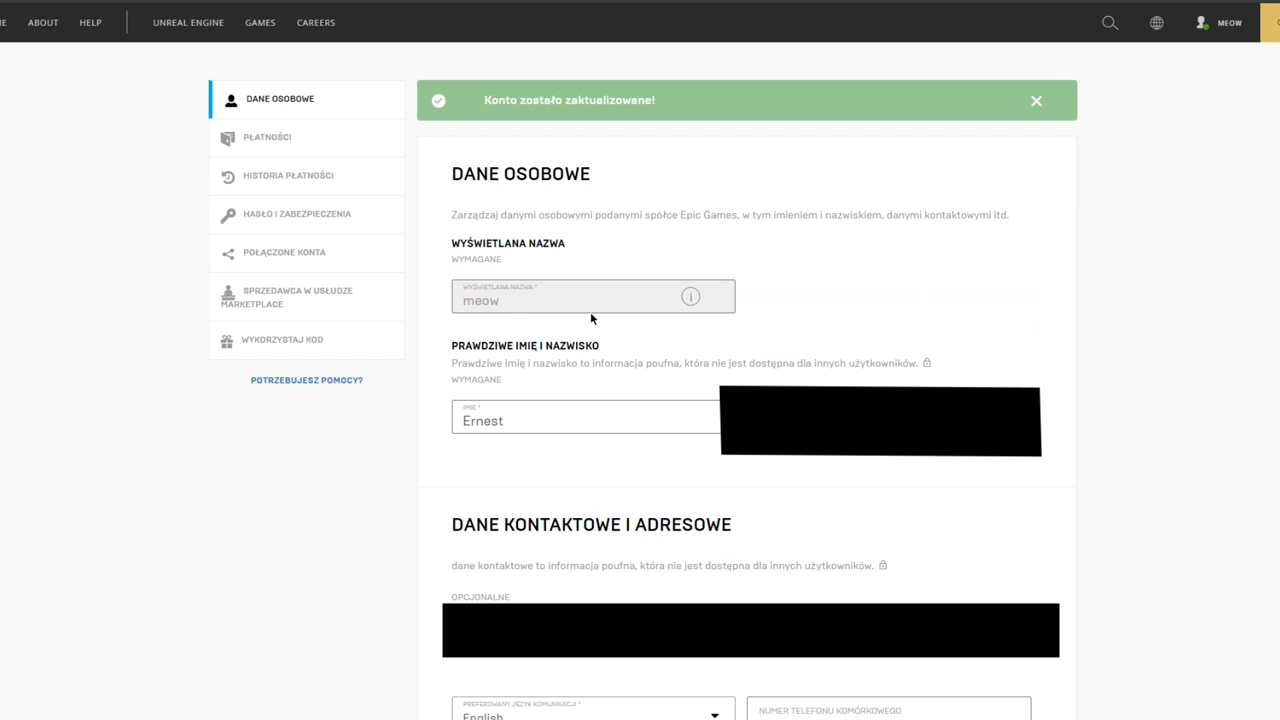 ABOUT HELP UNREAL ENGINE GAMES CAREERS MEOW
DANE OSOBOWE
PŁATNOŚCI
HISTORIA PŁATNOŚCI
HASŁO I ZABEZPIECZENIA
POŁĄCZONE KONTA
SPRZEDAWCA W USŁUDZE
MARKETPLACE
WYKORZYSTAJ KOD
POTRZEBUJESZ POMOCY?
Konto zostało zaktualizowane!
DANE OSOBOWE
Zarządzaj danymi osobowymi podanymi spółce Epic Games, w tym imieniem i nazwiskiem, danymi kontaktowymi itd.
WYŚWIETLANA NAZWA
WYMAGANE
WYŚWIETLANA NAZWA *
meow
PRAWDZIWE IMIĘ I NAZWISKO
Prawdziwe imię i nazwisko to informacja poufna, która nie jest dostępna dla innych użytkowników.
WYMAGANE
IMIĘ *
Ernest
DANE KONTAKTOWE I ADRESOWE
dane kontaktowe to informacja poufna, która nie jest dostępna dla innych użytkowników.
OPCJONALNE
PREFEROWANY JĘZYK KOMUNIKACJI *
English
NUMER TELEFONU KOMÓRKOWEGO